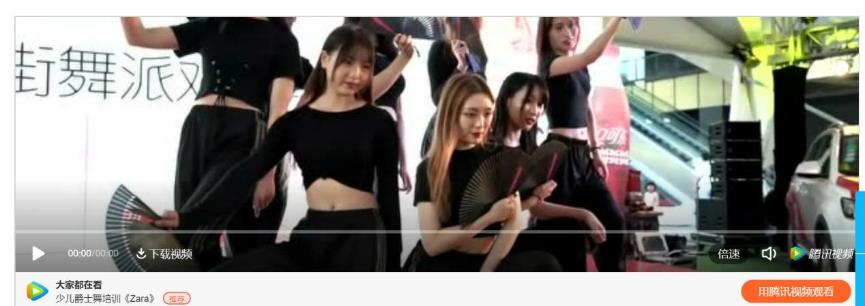 街舞派对
00:00/00:00 下载视频 倍速 腾讯视频
大家都在看
少儿爵士舞培训《Zara》 推荐 用腾讯视频观看